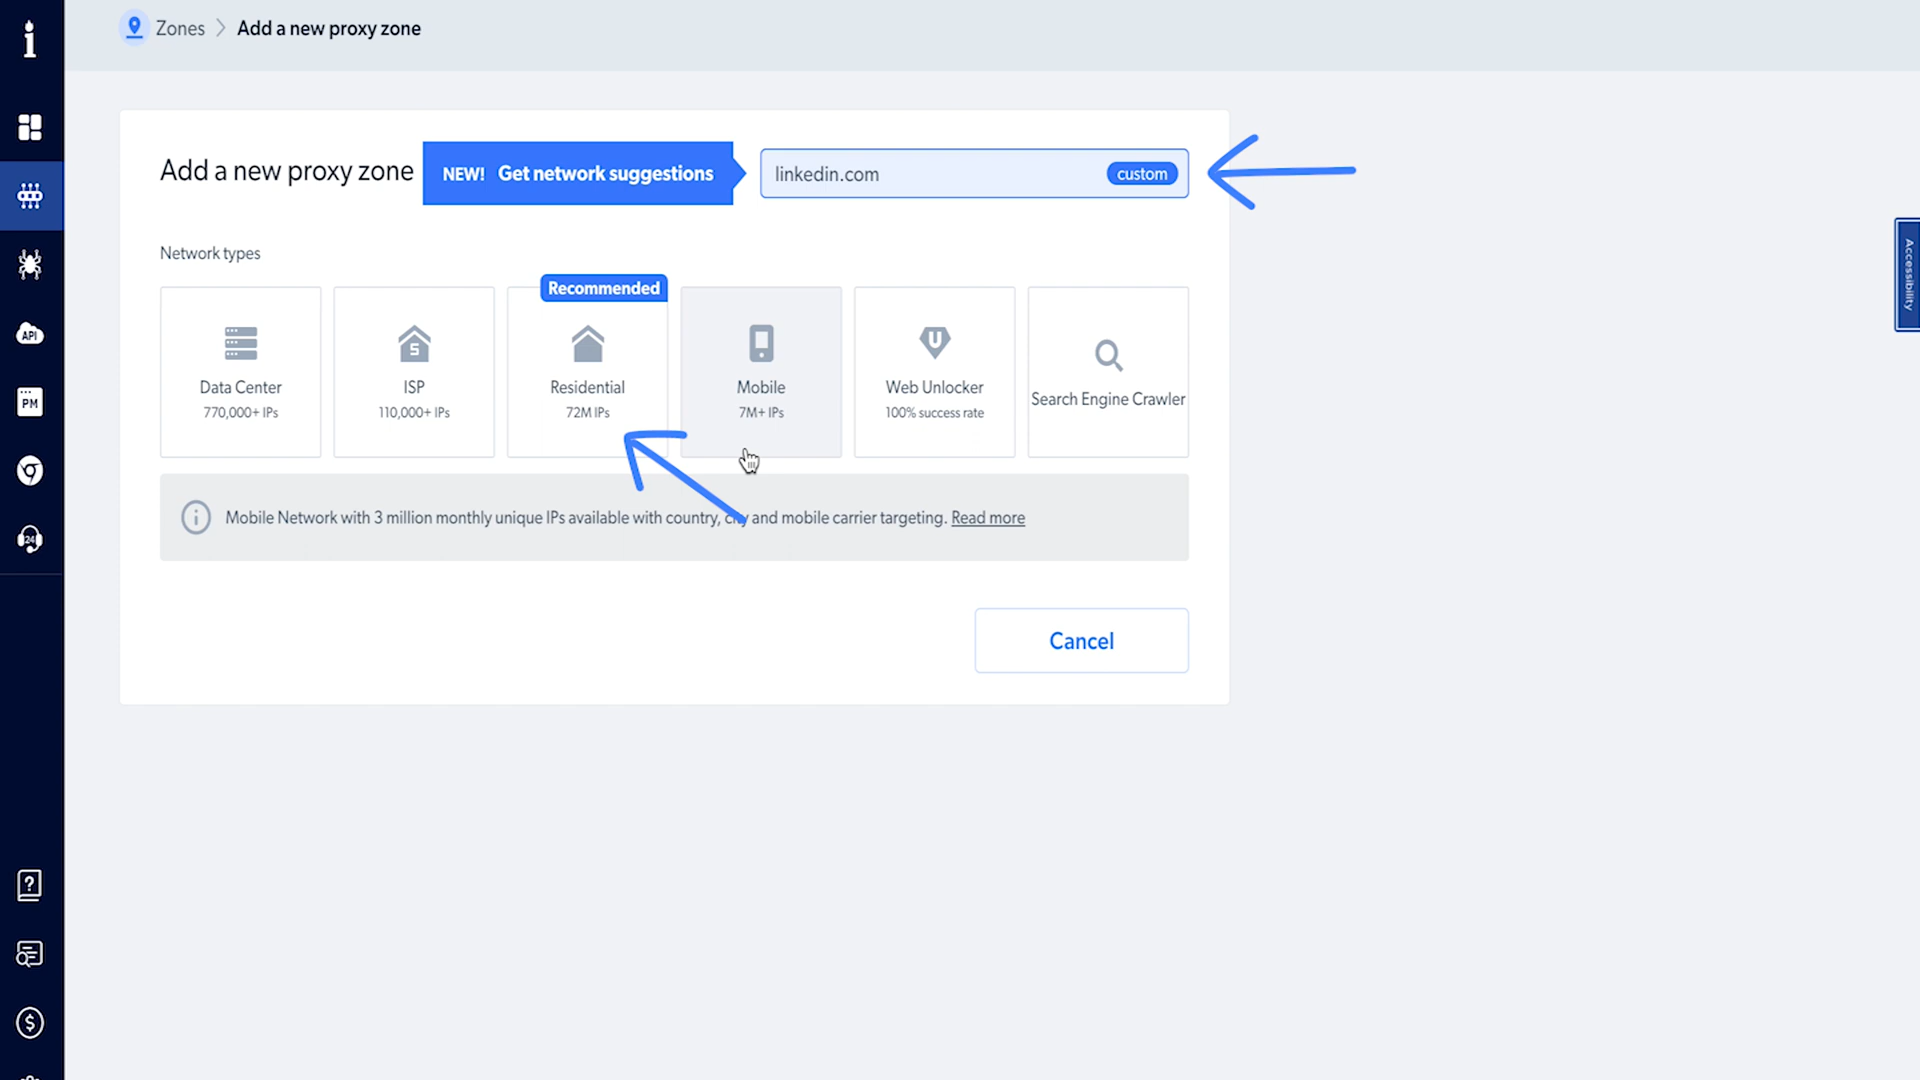 Zones > Add a new proxy zone
Add a new proxy zone
NEW! Get network suggestions
linkedin.com
custom
Accessibility
Network types
Recommended
Data Center
770,000+ IPs
ISP
110,000+ IPs
Residential
72M IPs
Mobile
7M+ IPs
Web Unlocker
100% success rate
Search Engine Crawler
Mobile Network with 3 million monthly unique IPs available with country, city and mobile carrier targeting. Read more
Cancel
API
PM
24